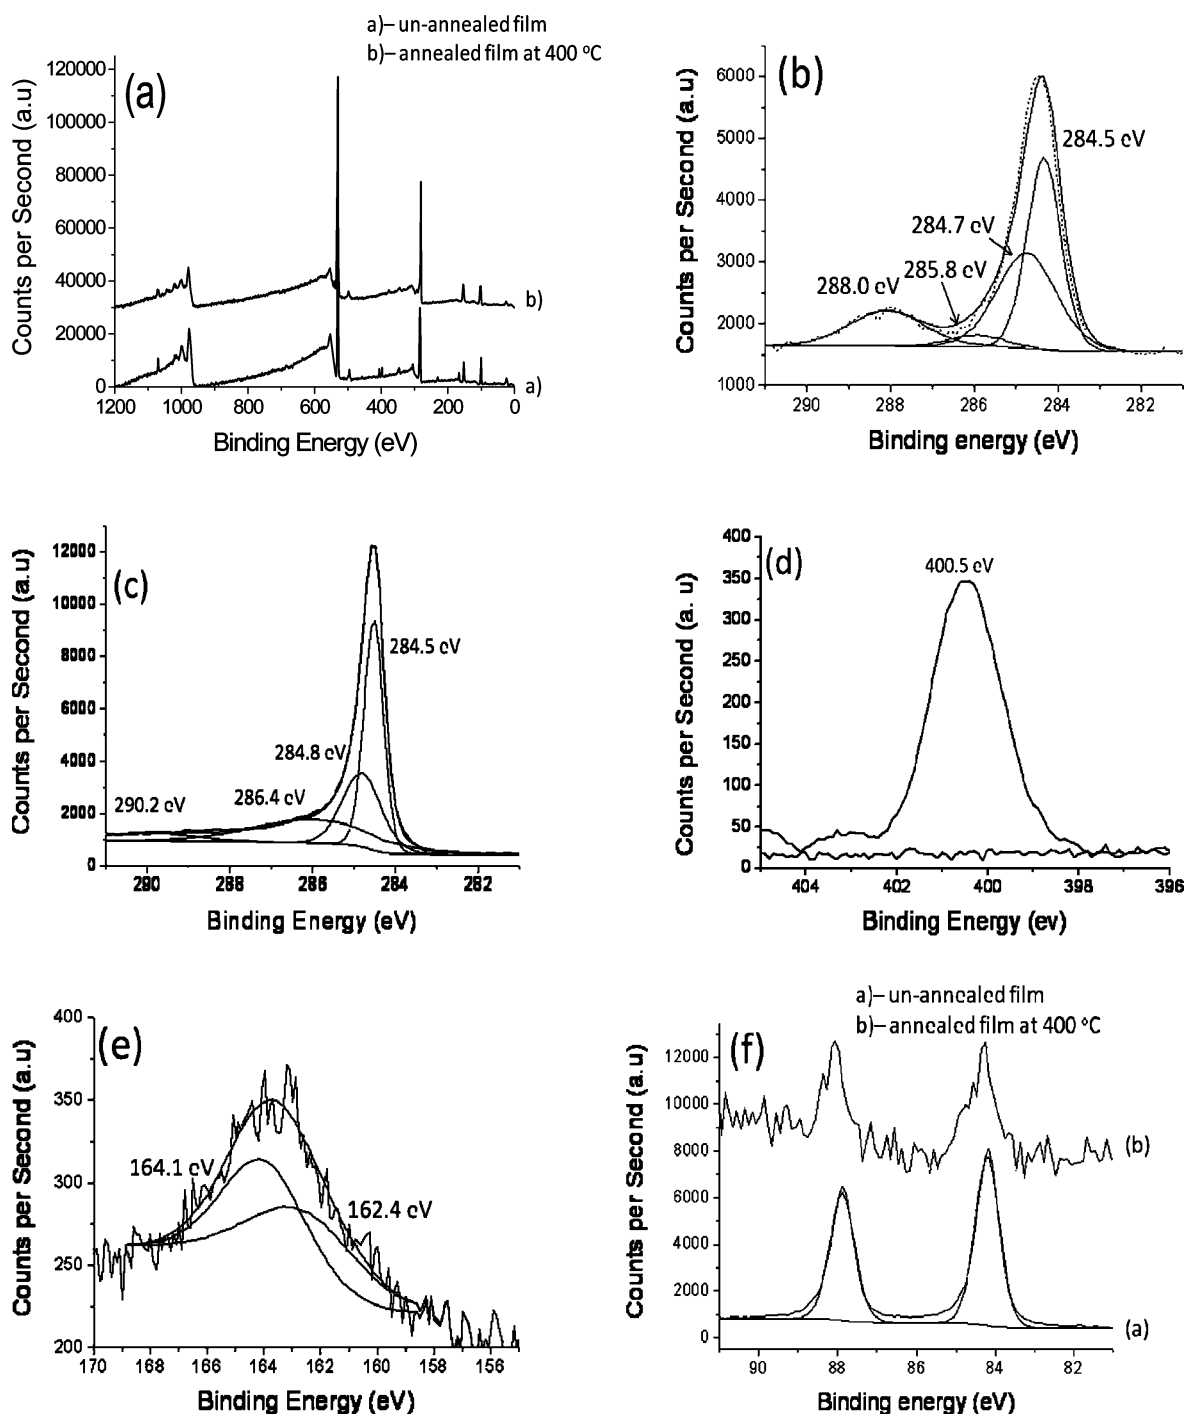 a)– un-annealed film
b)– annealed film at 400 °C
(a)
Counts per Second (a.u)
120000
100000
80000
60000
40000
20000
0
b)
a)
1200 1000 800 600 400 200 0
Binding Energy (eV)
(b)
Counts per Second (a.u)
6000
5000
4000
3000
2000
1000
284.5 eV
284.7 eV
285.8 eV
288.0 eV
290 288 286 284 282
Binding energy (eV)
(c)
Counts per Second (a.u)
12000
10000
8000
6000
4000
2000
0
284.5 eV
284.8 eV
286.4 eV
290.2 eV
290 288 286 284 282
Binding Energy (eV)
(d)
Counts per Second (a. u)
400
350
300
250
200
150
100
50
0
400.5 eV
404 402 400 398 396
Binding Energy (ev)
(e)
Counts per Second (a.u)
400
350
300
250
200
164.1 eV
162.4 eV
170 168 166 164 162 160 158 156
Binding Energy (eV)
a)– un-annealed film
b)– annealed film at 400 °C
(f)
Counts per Second (a.u)
12000
10000
8000
6000
4000
2000
0
(b)
(a)
90 88 86 84 82
Binding energy (eV)